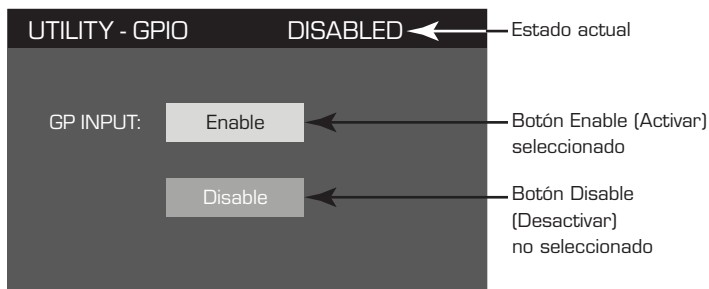 UTILITY - GPIO DISABLED
Estado actual
GP INPUT: Enable
Botón Enable (Activar)
seleccionado
Disable
Botón Disable
(Desactivar)
no seleccionado